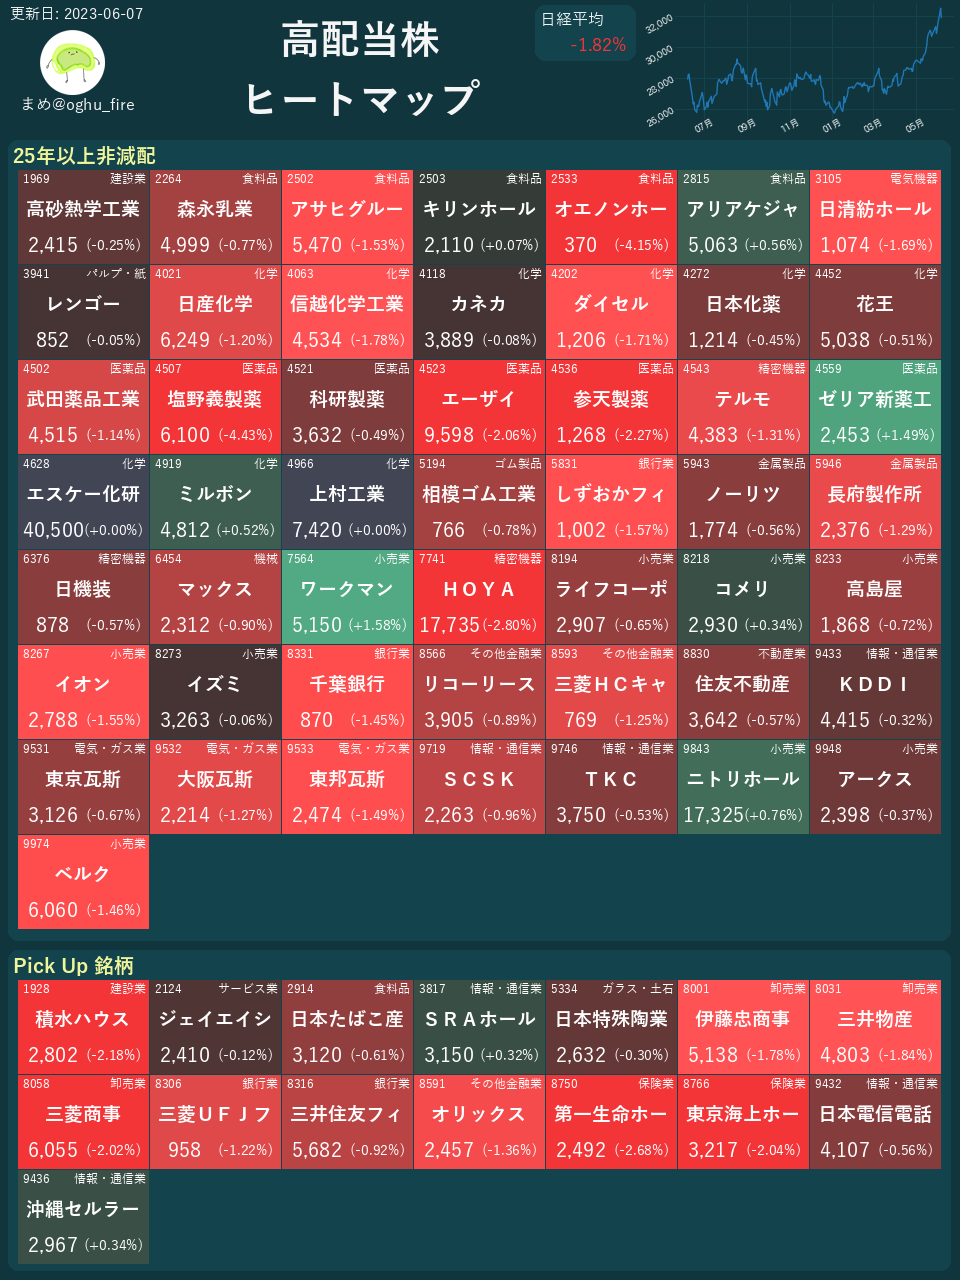 更新日: 2023-06-07
まめ@oghu_fire
高配当株
ヒートマップ
日経平均
-1.82%
32,000
30,000
28,000
26,000
07月 09月 11月 01月 03月 05月
25年以上非減配
1969 建設業 2264 食料品 2502 食料品 2503 食料品 2533 食料品 2815 食料品 3105 電気機器
高砂熱学工業 森永乳業 アサヒグルー キリンホール オエノンホー アリアケジャ 日清紡ホール
2,415 (-0.25%) 4,999 (-0.77%) 5,470 (-1.53%) 2,110 (+0.07%) 370 (-4.15%) 5,063 (+0.56%) 1,074 (-1.69%)
3941 パルプ・紙 4021 化学 4063 化学 4118 化学 4202 化学 4272 化学 4452 化学
レンゴー 日産化学 信越化学工業 カネカ ダイセル 日本化薬 花王
852 (-0.05%) 6,249 (-1.20%) 4,534 (-1.78%) 3,889 (-0.08%) 1,206 (-1.71%) 1,214 (-0.45%) 5,038 (-0.51%)
4502 医薬品 4507 医薬品 4521 医薬品 4523 医薬品 4536 医薬品 4543 精密機器 4559 医薬品
武田薬品工業 塩野義製薬 科研製薬 エーザイ 参天製薬 テルモ ゼリア新薬工
4,515 (-1.14%) 6,100 (-4.43%) 3,632 (-0.49%) 9,598 (-2.06%) 1,268 (-2.27%) 4,383 (-1.31%) 2,453 (+1.49%)
4628 化学 4919 化学 4966 化学 5194 ゴム製品 5831 銀行業 5943 金属製品 5946 金属製品
エスケー化研 ミルボン 上村工業 相模ゴム工業 しずおかフィ ノーリツ 長府製作所
40,500(+0.00%) 4,812 (+0.52%) 7,420 (+0.00%) 766 (-0.78%) 1,002 (-1.57%) 1,774 (-0.56%) 2,376 (-1.29%)
6376 精密機器 6454 機械 7564 小売業 7741 精密機器 8194 小売業 8218 小売業 8233 小売業
日機装 マックス ワークマン ＨＯＹＡ ライフコーポ コメリ 高島屋
878 (-0.57%) 2,312 (-0.90%) 5,150 (+1.58%) 17,735(-2.80%) 2,907 (-0.65%) 2,930 (+0.34%) 1,868 (-0.72%)
8267 小売業 8273 小売業 8331 銀行業 8566 その他金融業 8593 その他金融業 8830 不動産業 9433 情報・通信業
イオン イズミ 千葉銀行 リコーリース 三菱ＨＣキャ 住友不動産 ＫＤＤＩ
2,788 (-1.55%) 3,263 (-0.06%) 870 (-1.45%) 3,905 (-0.89%) 769 (-1.25%) 3,642 (-0.57%) 4,415 (-0.32%)
9531 電気・ガス業 9532 電気・ガス業 9533 電気・ガス業 9719 情報・通信業 9746 情報・通信業 9843 小売業 9948 小売業
東京瓦斯 大阪瓦斯 東邦瓦斯 ＳＣＳＫ ＴＫＣ ニトリホール アークス
3,126 (-0.67%) 2,214 (-1.27%) 2,474 (-1.49%) 2,263 (-0.96%) 3,750 (-0.53%) 17,325(+0.76%) 2,398 (-0.37%)
9974 小売業
ベルク
6,060 (-1.46%)
Pick Up 銘柄
1928 建設業 2124 サービス業 2914 食料品 3817 情報・通信業 5334 ガラス・土石 8001 卸売業 8031 卸売業
積水ハウス ジェイエイシ 日本たばこ産 ＳＲＡホール 日本特殊陶業 伊藤忠商事 三井物産
2,802 (-2.18%) 2,410 (-0.12%) 3,120 (-0.61%) 3,150 (+0.32%) 2,632 (-0.30%) 5,138 (-1.78%) 4,803 (-1.84%)
8058 卸売業 8306 銀行業 8316 銀行業 8591 その他金融業 8750 保険業 8766 保険業 9432 情報・通信業
三菱商事 三菱ＵＦＪフ 三井住友フィ オリックス 第一生命ホー 東京海上ホー 日本電信電話
6,055 (-2.02%) 958 (-1.22%) 5,682 (-0.92%) 2,457 (-1.36%) 2,492 (-2.68%) 3,217 (-2.04%) 4,107 (-0.56%)
9436 情報・通信業
沖縄セルラー
2,967 (+0.34%)